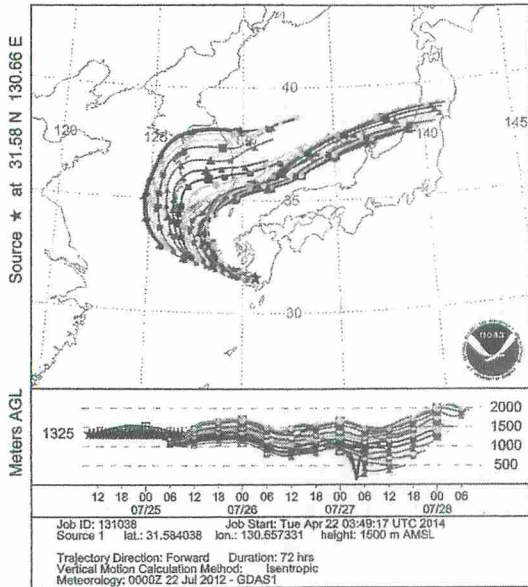 Source ★ at 31.58 N 130.66 E
40
145
120
125
140
35
135
130
30
noaa
Meters AGL
1325
2000
1500
1000
500
12 18 00 06 12 18 00 06 12 18 00 06 12 18 00 06
07/25 07/26 07/27 07/28
Job ID: 131038 Job Start: Tue Apr 22 03:49:17 UTC 2014
Source 1 lat.: 31.584038 lon.: 130.657331 height: 1500 m AMSL
Trajectory Direction: Forward Duration: 72 hrs
Vertical Motion Calculation Method: Isentropic
Meteorology: 0000Z 22 Jul 2012 - GDAS1